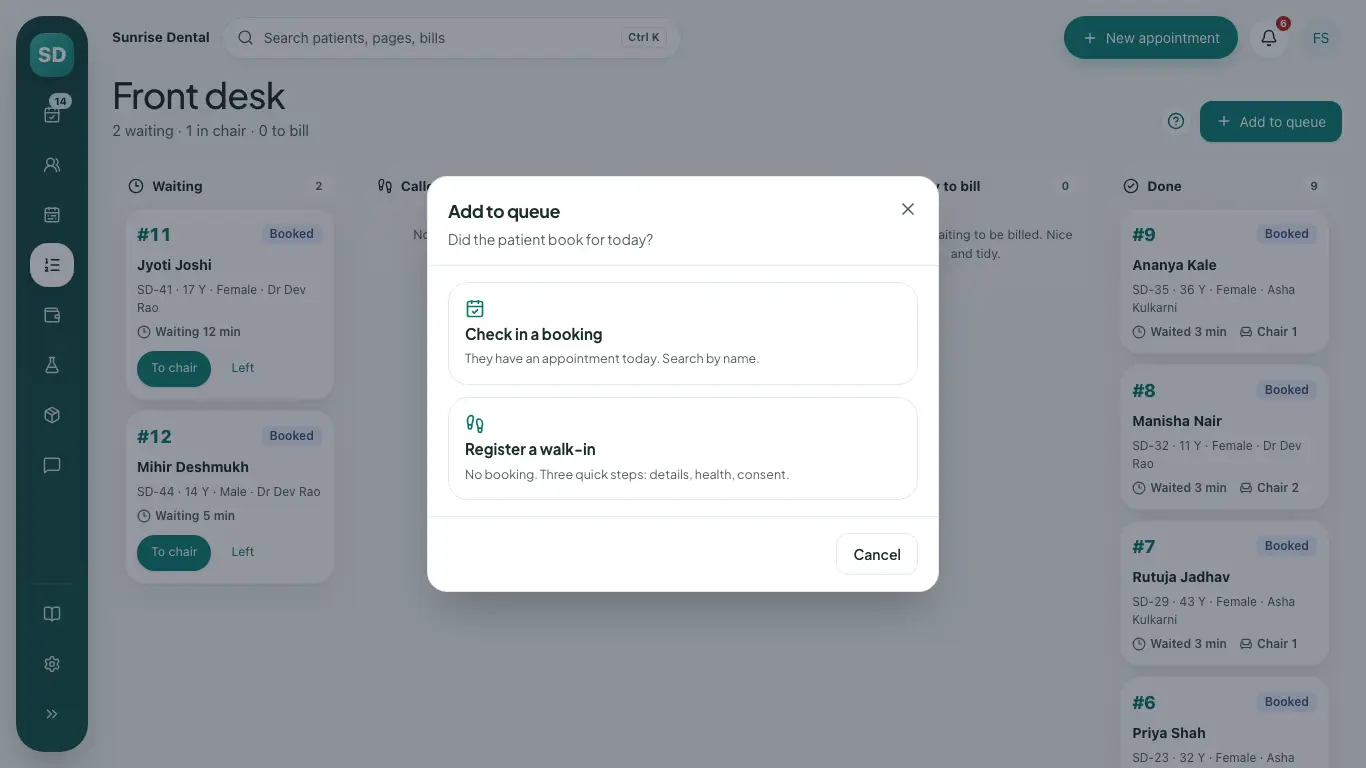 SD
Sunrise Dental
Search patients, pages, bills
Ctrl K
New appointment
6
FS
14
Front desk
2 waiting · 1 in chair · 0 to bill
Add to queue
Waiting
2
#11
Booked
Jyoti Joshi
SD-41 · 17 Y · Female · Dr Dev
Rao
Waiting 12 min
To chair
Left
#12
Booked
Mihir Deshmukh
SD-44 · 14 Y · Male · Dr Dev Rao
Waiting 5 min
To chair
Left
Add to queue
Did the patient book for today?
Check in a booking
They have an appointment today. Search by name.
Register a walk-in
No booking. Three quick steps: details, health, consent.
Cancel
to bill
0
be billed. Nice
and tidy.
Done
9
#9
Booked
Ananya Kale
SD-35 · 36 Y · Female · Asha
Kulkarni
Waited 3 min
Chair 1
#8
Booked
Manisha Nair
SD-32 · 11 Y · Female · Dr Dev
Rao
Waited 3 min
Chair 2
#7
Booked
Rutuja Jadhav
SD-29 · 43 Y · Female · Asha
Kulkarni
Waited 3 min
Chair 1
#6
Booked
Priya Shah
SD-23 · 32 Y · Female · Asha